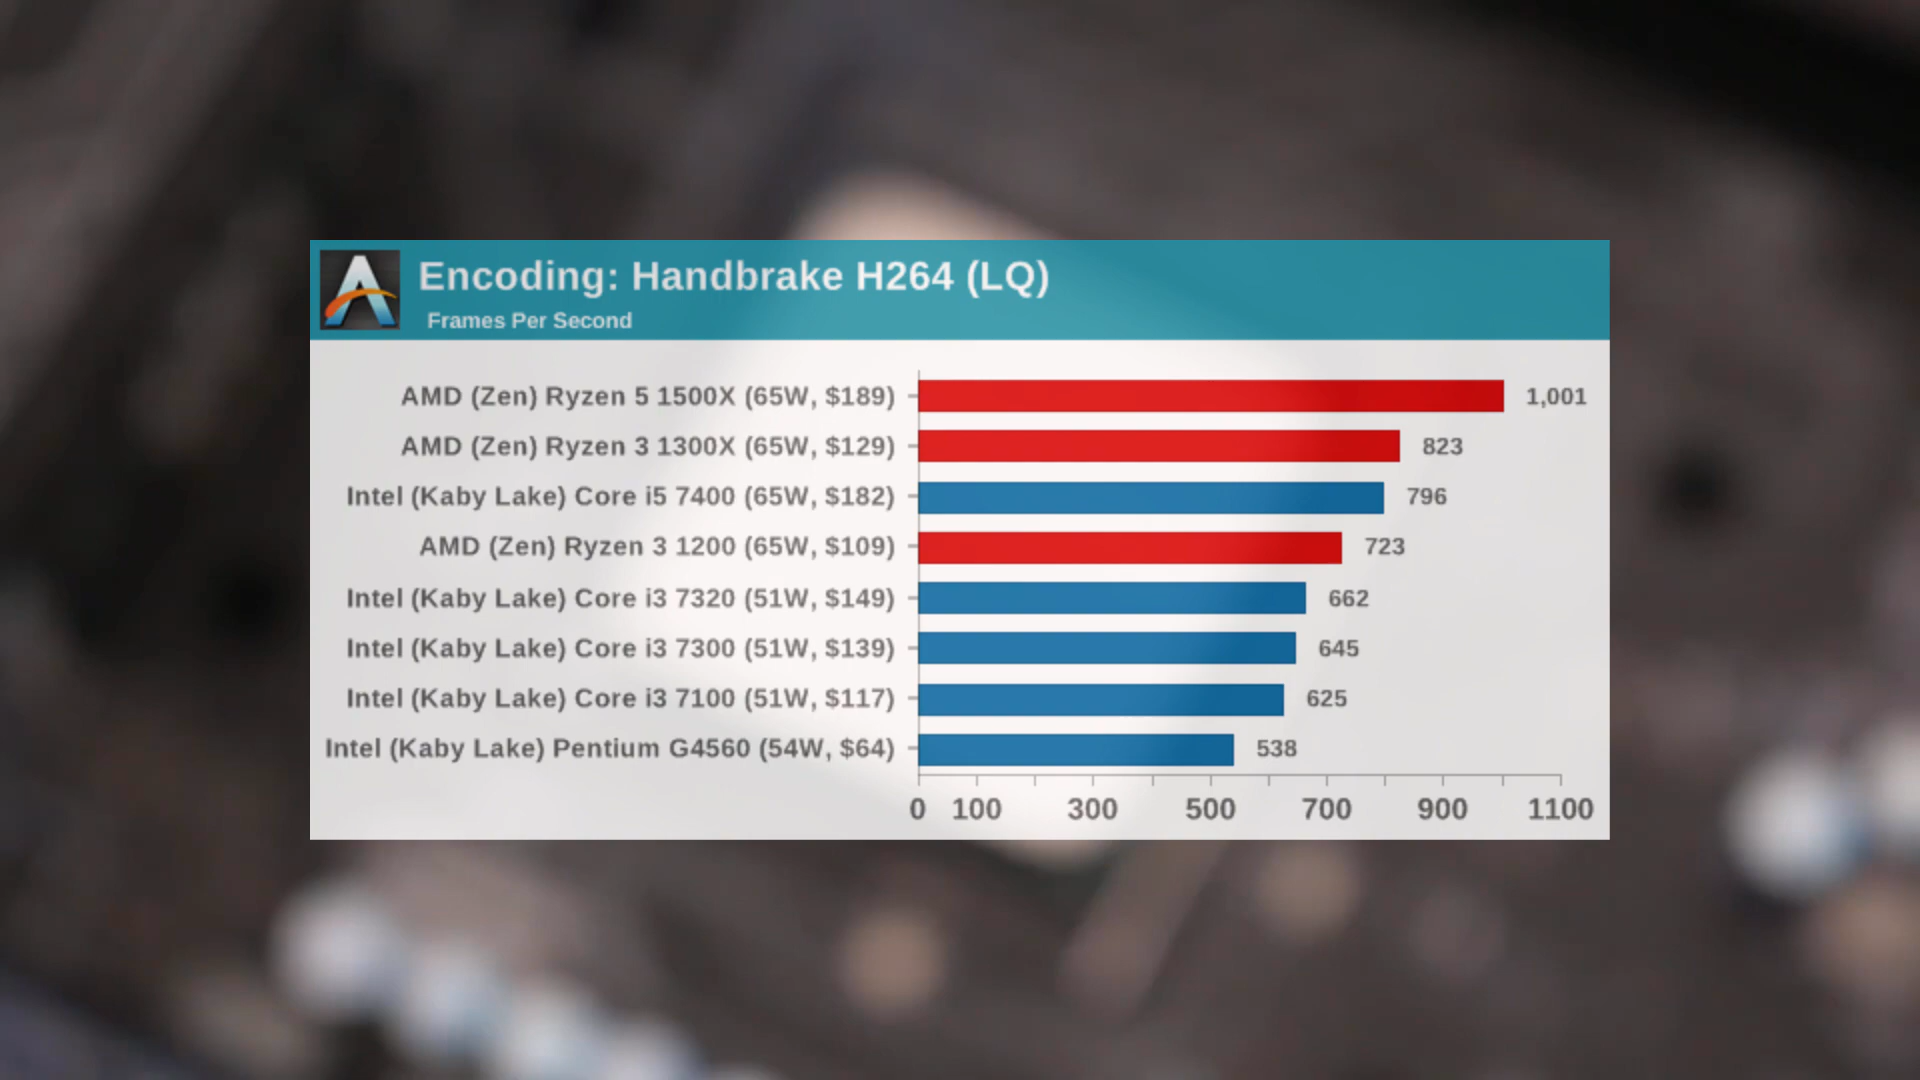 Encoding: Handbrake H264 (LQ)
Frames Per Second
AMD (Zen) Ryzen 5 1500X (65W, $189) 1,001
AMD (Zen) Ryzen 3 1300X (65W, $129) 823
Intel (Kaby Lake) Core i5 7400 (65W, $182) 796
AMD (Zen) Ryzen 3 1200 (65W, $109) 723
Intel (Kaby Lake) Core i3 7320 (51W, $149) 662
Intel (Kaby Lake) Core i3 7300 (51W, $139) 645
Intel (Kaby Lake) Core i3 7100 (51W, $117) 625
Intel (Kaby Lake) Pentium G4560 (54W, $64) 538
0 100 300 500 700 900 1100